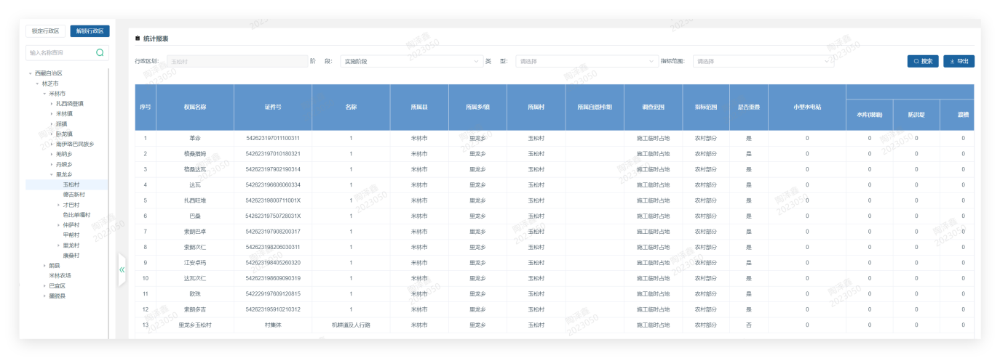 锁定行政区 解锁行政区
输入名称查询
西藏自治区
林芝市
米林市
扎西绕登镇
米林镇
派镇
卧龙镇
南伊珞巴民族乡
羌纳乡
丹娘乡
里龙乡
玉松村
德吉新村
才巴村
色比单嘎村
仲萨村
甲帮村
里龙村
康桑村
朗县
米林农场
巴宜区
墨脱县
统计报表
行政区划: 玉松村 阶 段: 实施阶段 类 型: 请选择 指标范围: 请选择 搜索 导出
序号 权属名称 证件号 名称 所属县 所属乡/镇 所属村 所属自然村/组 调查范围 指标范围 是否重叠 小型水电站 水库(坝塘) 防洪堤 渡槽
1 革命 542623197011100311 1 米林市 里龙乡 玉松村 施工临时占地 农村部分 是 0 0 0 0
2 格桑措姆 542623197010180321 1 米林市 里龙乡 玉松村 施工临时占地 农村部分 是 0 0 0 0
3 格桑达瓦 542623197902190314 1 米林市 里龙乡 玉松村 施工临时占地 农村部分 是 0 0 0 0
4 达瓦 542623196606060334 1 米林市 里龙乡 玉松村 施工临时占地 农村部分 是 0 0 0 0
5 扎西旺堆 54262319800711001X 1 米林市 里龙乡 玉松村 施工临时占地 农村部分 是 0 0 0 0
6 巴桑 54262319750728031X 1 米林市 里龙乡 玉松村 施工临时占地 农村部分 是 0 0 0 0
7 索朗巴卓 542623197908200317 1 米林市 里龙乡 玉松村 施工临时占地 农村部分 是 0 0 0 0
8 索朗次仁 542623198206030311 1 米林市 里龙乡 玉松村 施工临时占地 农村部分 是 0 0 0 0
9 江安卓玛 542623198405260320 1 米林市 里龙乡 玉松村 施工临时占地 农村部分 是 0 0 0 0
10 达瓦次仁 542623198609090319 1 米林市 里龙乡 玉松村 施工临时占地 农村部分 是 0 0 0 0
11 欧珠 542229197609120815 1 米林市 里龙乡 玉松村 施工临时占地 农村部分 是 0 0 0 0
12 索朗多吉 542623195910210312 1 米林市 里龙乡 玉松村 施工临时占地 农村部分 是 0 0 0 0
13 里龙乡玉松村 村集体 机耕道及人行路 米林市 里龙乡 玉松村 施工临时占地 农村部分 否 0 0 0 0